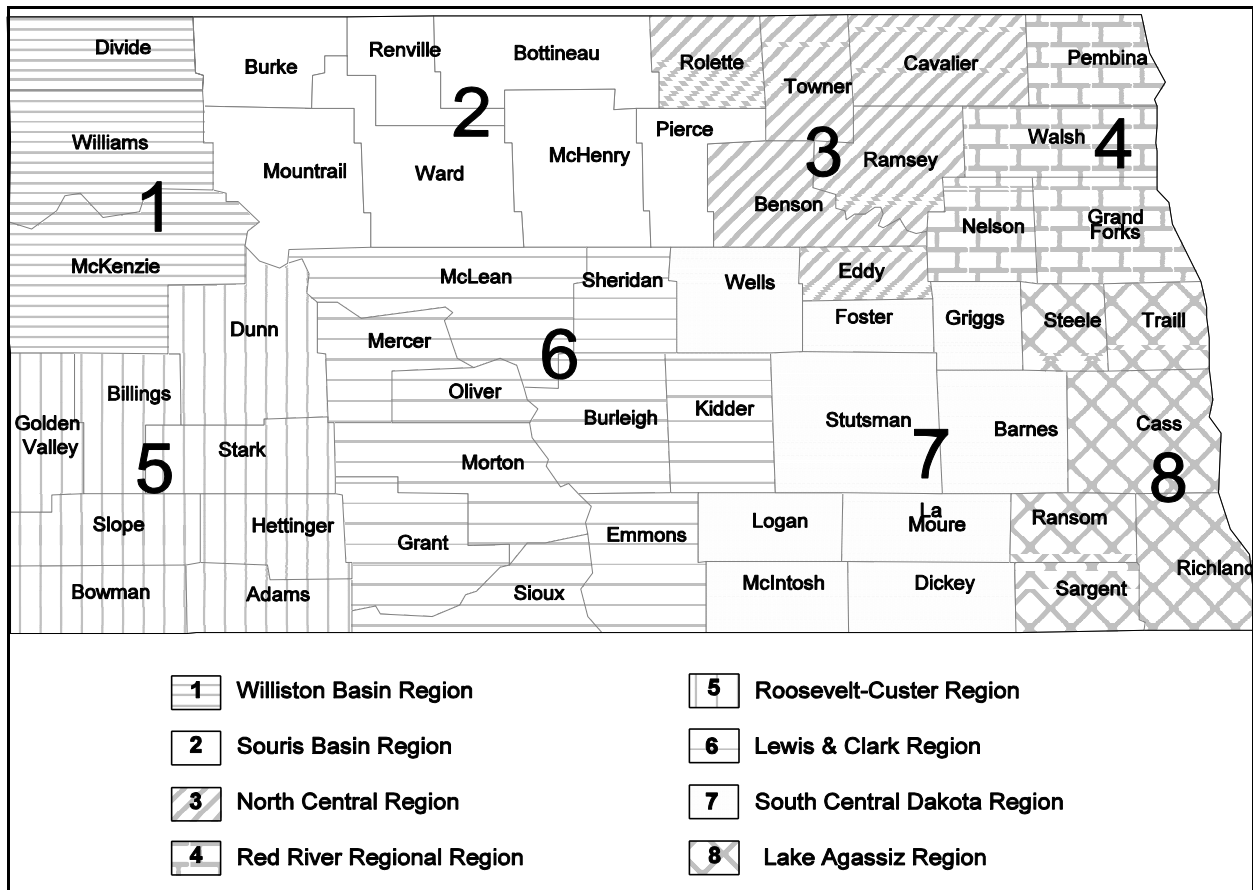 Divide
Burke
Renville
Bottineau
Rolette
Towner
Cavalier
Pembina
Williams
Mountrail
2
Ward
McHenry
Pierce
3
Ramsey
Walsh
4
1
McKenzie
Benson
Nelson
Grand
Forks
McLean
Sheridan
Wells
Eddy
Dunn
Mercer
6
Foster
Griggs
Steele
Traill
Billings
Golden
Valley
Oliver
Burleigh
Kidder
Stutsman
Barnes
Cass
5
Stark
Morton
7
8
Slope
Hettinger
Grant
Emmons
Logan
La
Moure
Ransom
Richland
Bowman
Adams
Sioux
McIntosh
Dickey
Sargent
1 Williston Basin Region
2 Souris Basin Region
3 North Central Region
4 Red River Regional Region
5 Roosevelt-Custer Region
6 Lewis & Clark Region
7 South Central Dakota Region
8 Lake Agassiz Region